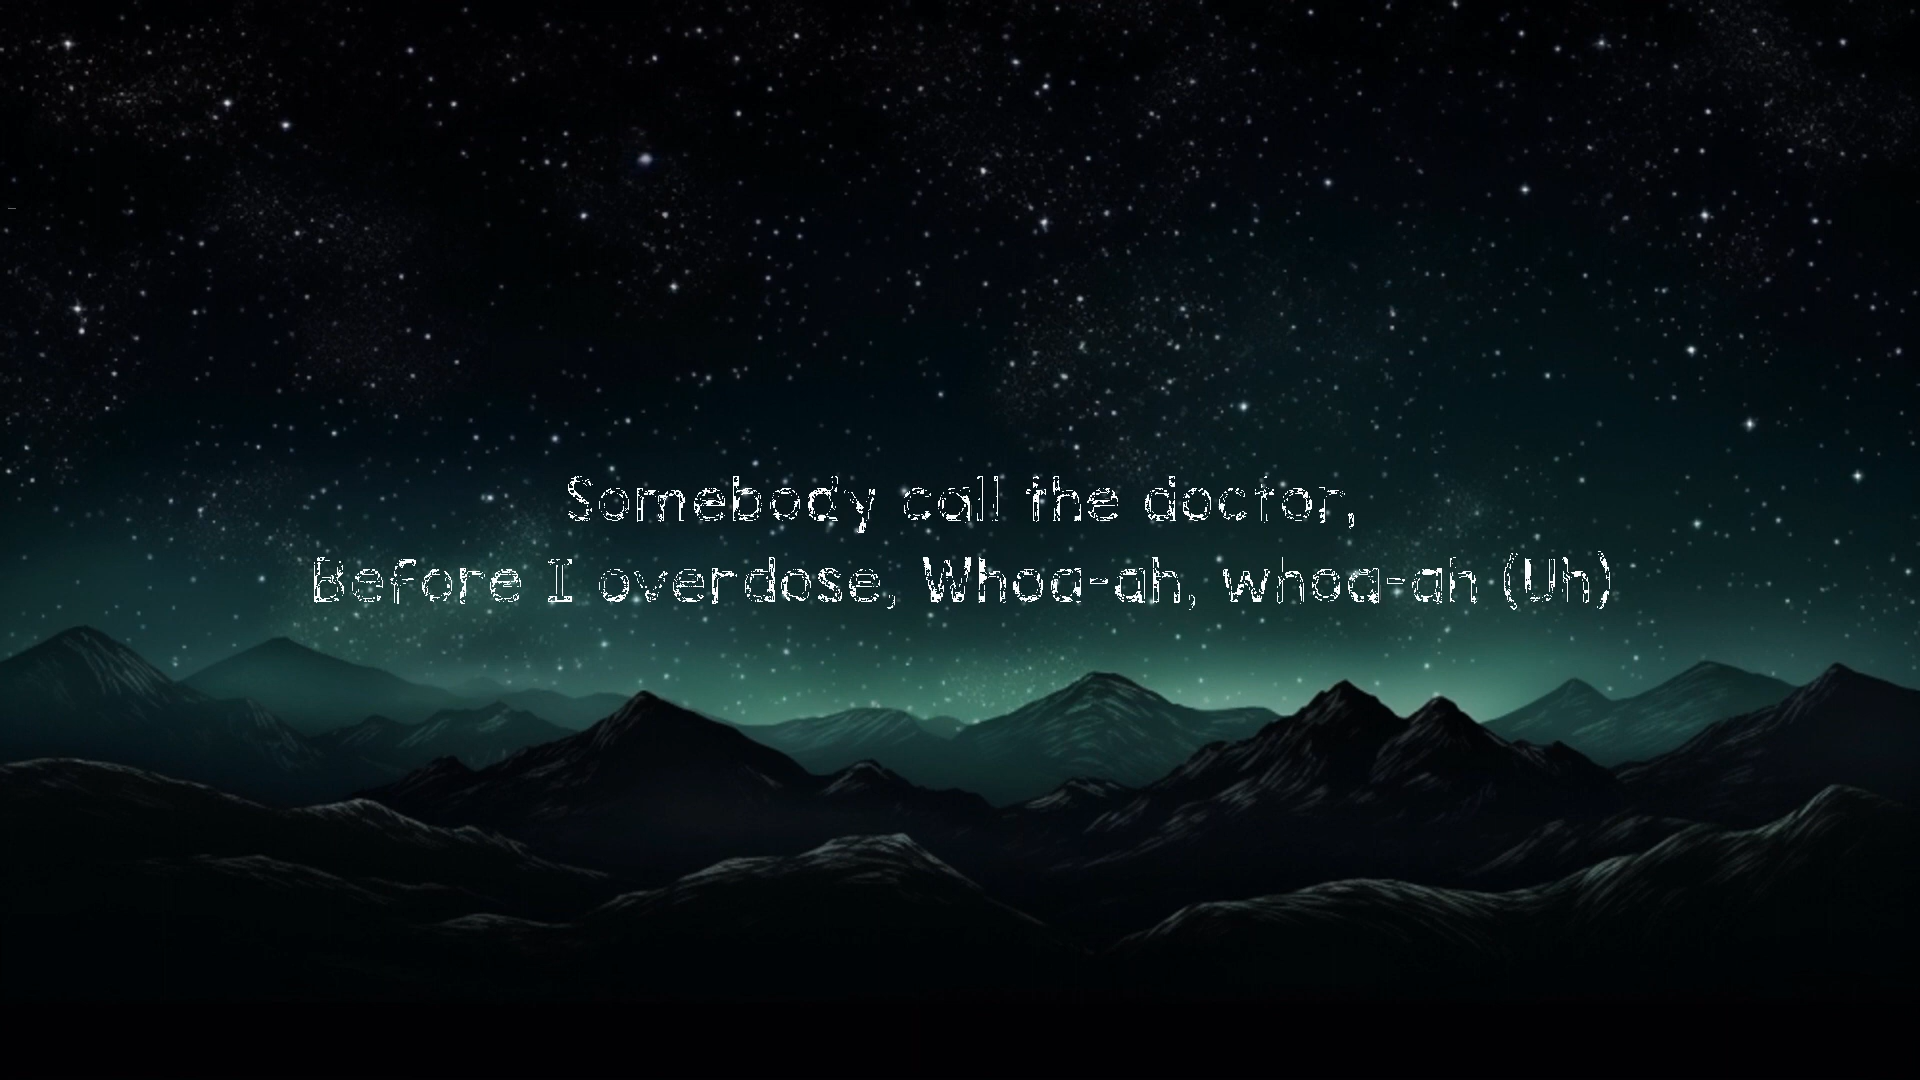 Somebody call the doctor,
Before I overdose, Whoa-ah, whoa-ah (Uh)